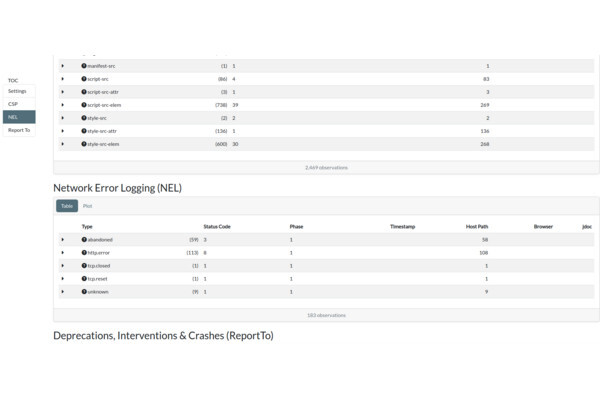 TOC
Settings
CSP
NEL
Report To
manifest-src (1) 1 1
script-src (86) 4 83
script-src-attr (3) 1 3
script-src-elem (738) 39 269
style-src (2) 2 2
style-src-attr (136) 1 136
style-src-elem (600) 30 268
2.469 observations
Network Error Logging (NEL)
Table Plot
Type Status Code Phase Timestamp Host Path Browser jdoc
abandoned (59) 3 1 58
http.error (113) 6 1 108
tcp.closed (1) 1 1 1
tcp.reset (1) 1 1 1
unknown (9) 1 1 9
183 observations
Deprecations, Interventions & Crashes (ReportTo)